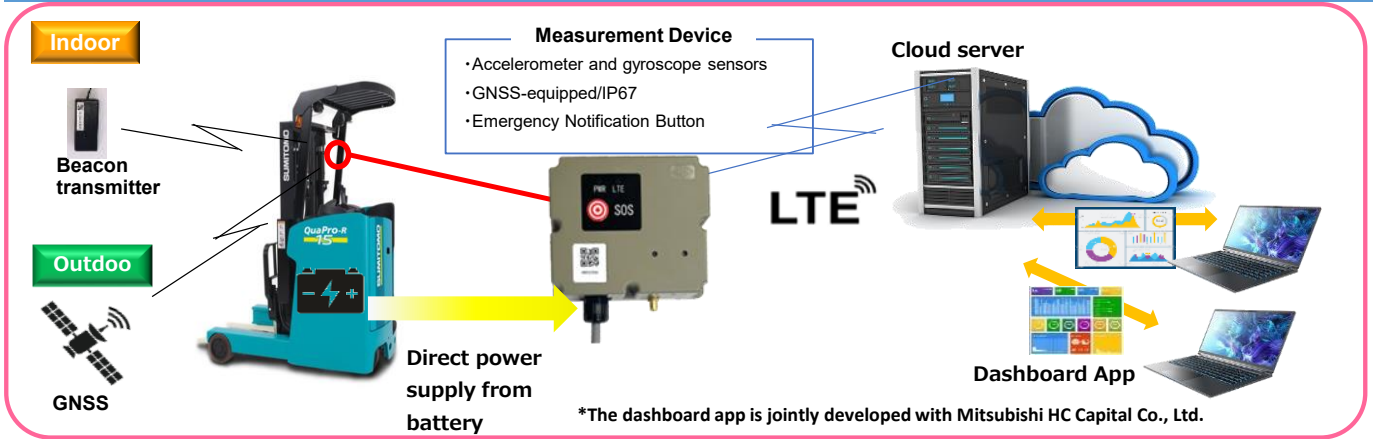 Indoor
Beacon
transmitter
Outdoo
GNSS
SUMITOMO
QuaPro-R
15
SUMITOMO
Direct power
supply from
battery
Measurement Device
・Accelerometer and gyroscope sensors
・GNSS-equipped/IP67
・Emergency Notification Button
PWR LTE
SOS
LTE
Cloud server
Dashboard App
*The dashboard app is jointly developed with Mitsubishi HC Capital Co., Ltd.